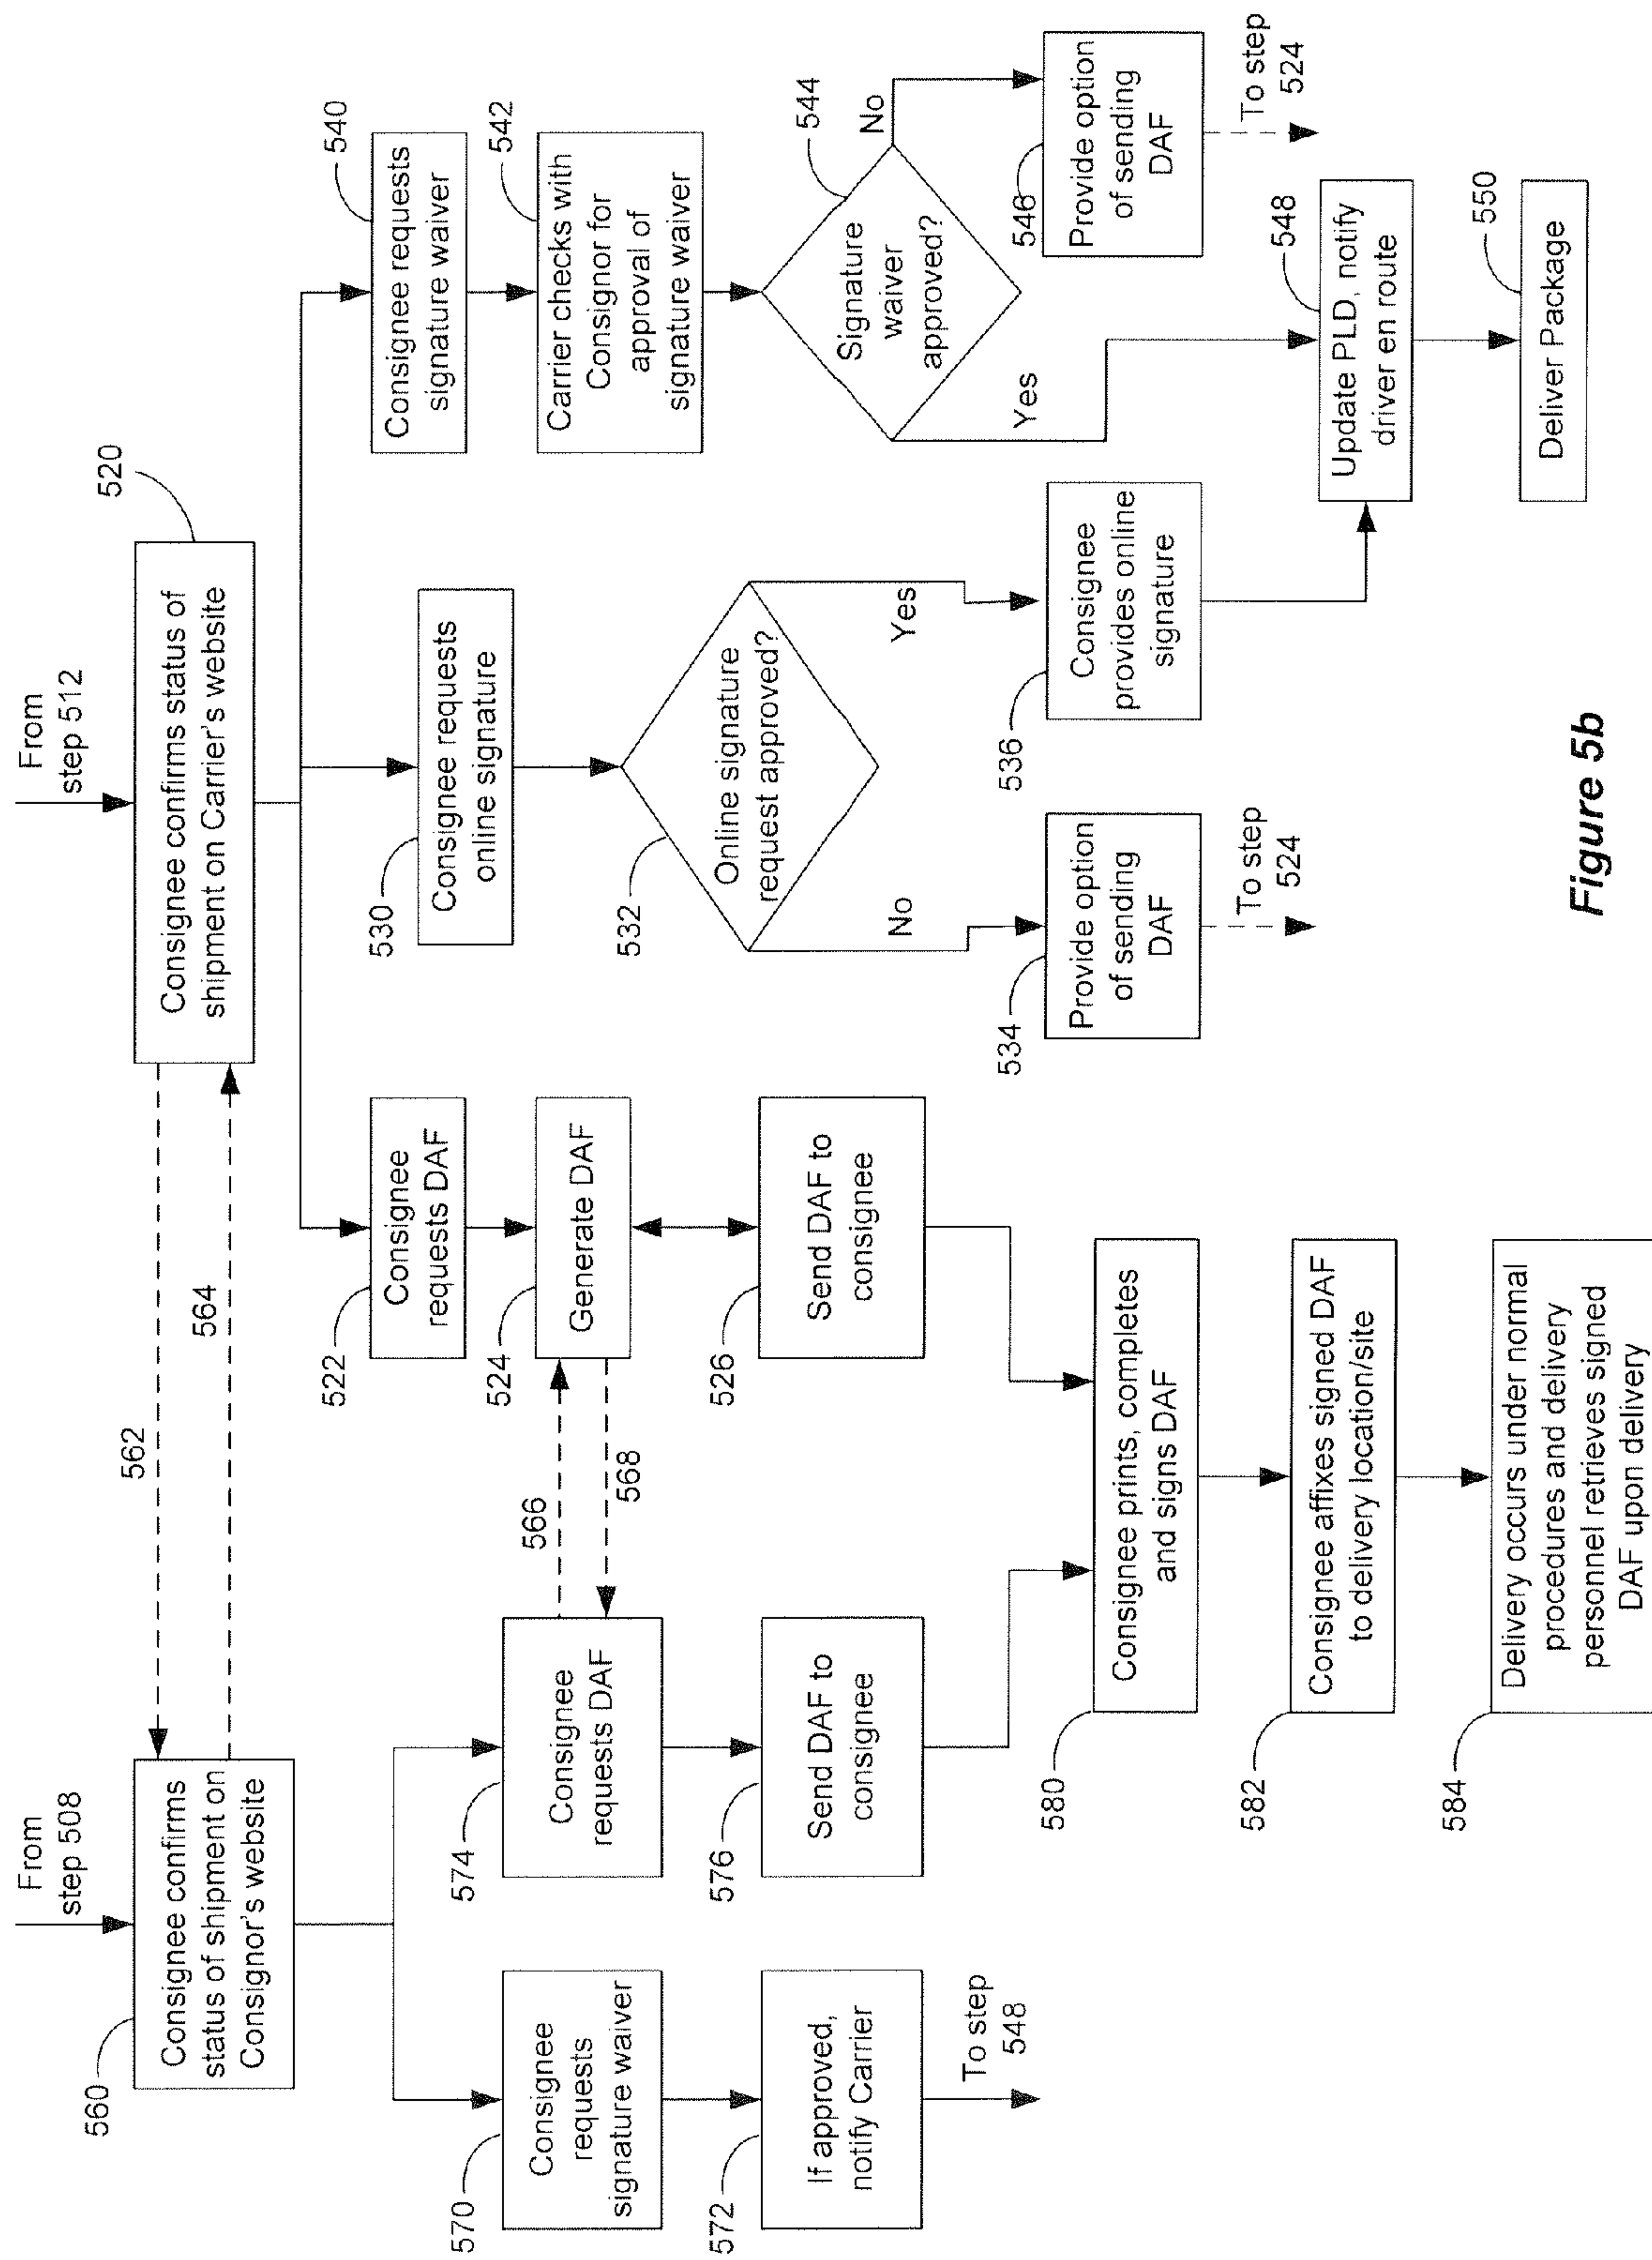 From
step 508
560
Consignee confirms
status of shipment on
Consignor's website
562
564
From
step 512
520
Consignee confirms status of
shipment on Carrier's website
570
Consignee
requests
signature waiver
572
If approved,
notify Carrier
To step
548
574
Consignee
requests DAF
576
Send DAF to
consignee
566
568
522
Consignee
requests DAF
524
Generate DAF
526
Send DAF to
consignee
580
Consignee prints, completes
and signs DAF
582
Consignee affixes signed DAF
to delivery location/site
584
Delivery occurs under normal
procedures and delivery
personnel retrieves signed
DAF upon delivery
530
Consignee requests
online signature
532
Online signature
request approved?
No
Yes
534
Provide option
of sending
DAF
To step
524
536
Consignee
provides online
signature
540
Consignee requests
signature waiver
542
Carrier checks with
Consignor for
approval of
signature waiver
544
Signature
waiver
approved?
No
Yes
546
Provide option
of sending
DAF
To step
524
548
Update PLD, notify
driver en route
550
Deliver Package
Figure 5b